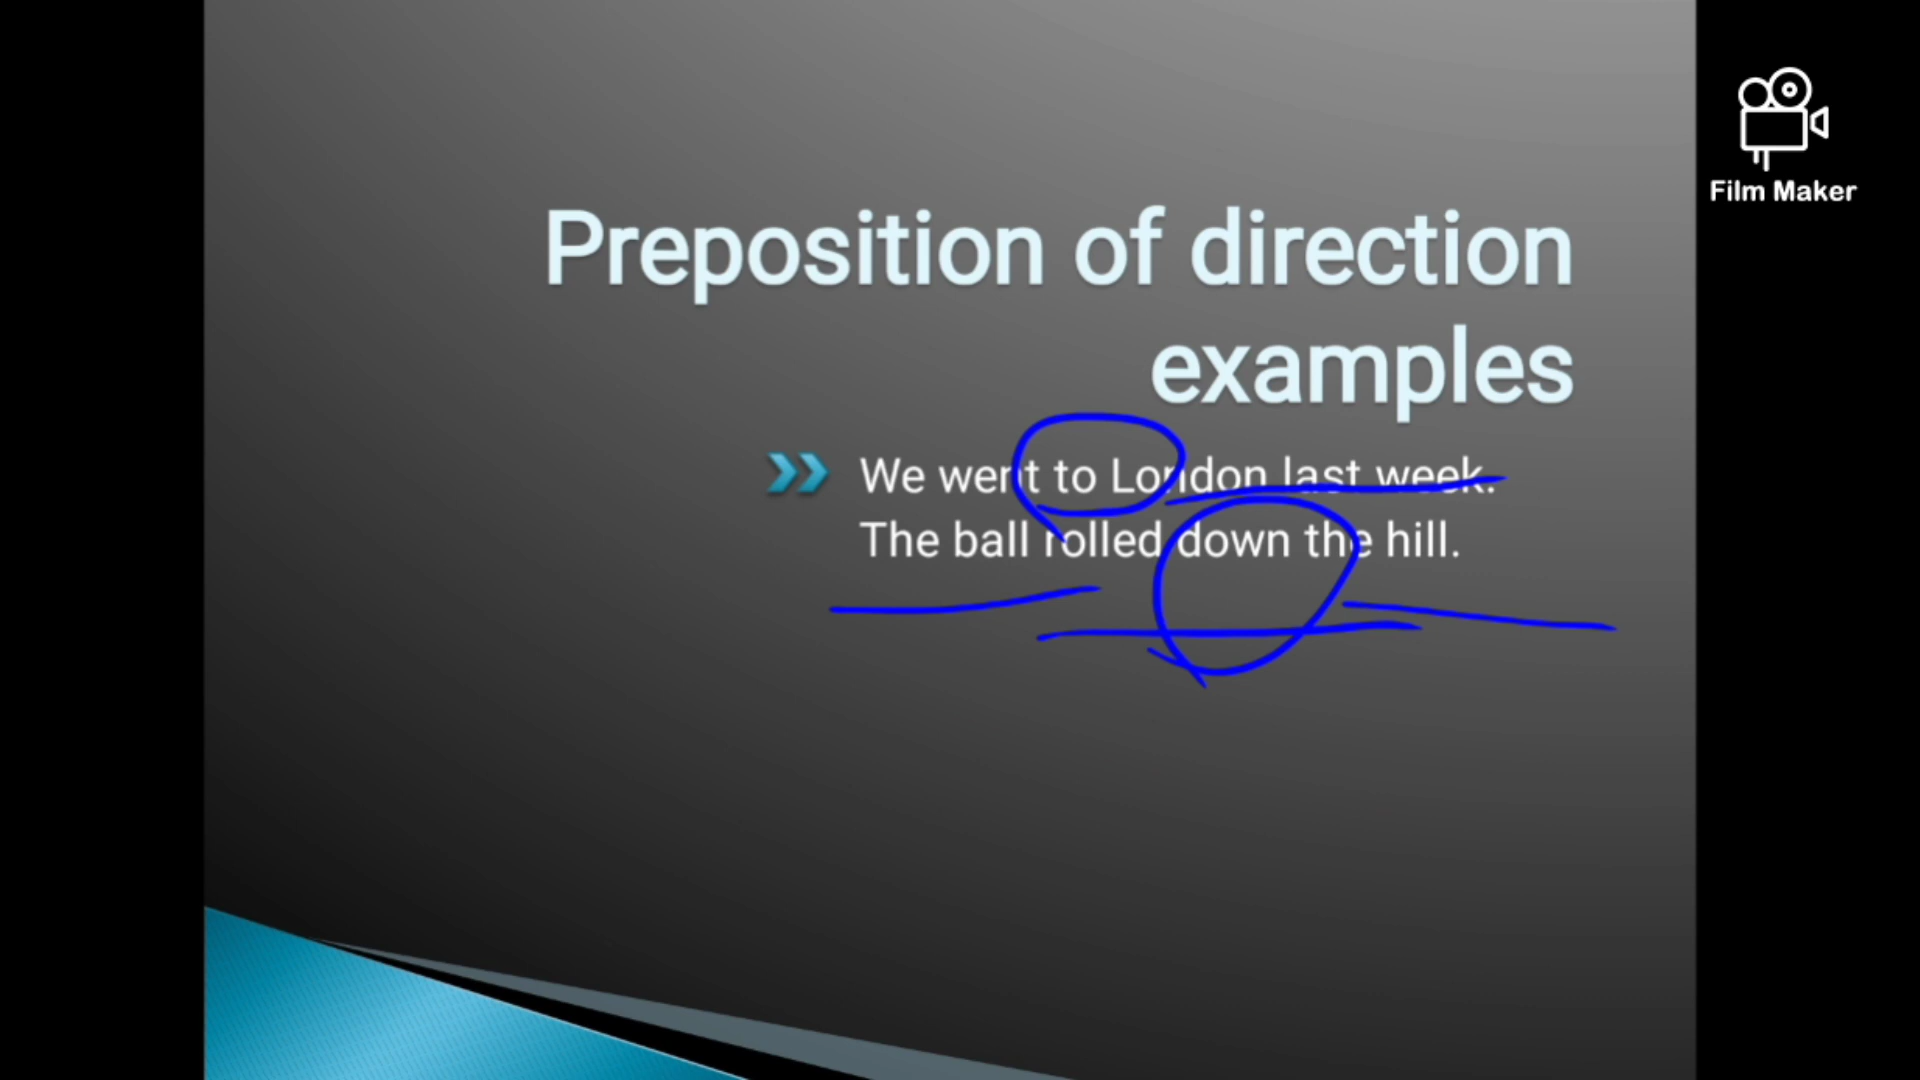 Film Maker
Preposition of direction
examples
We went to London last week.
The ball rolled down the hill.